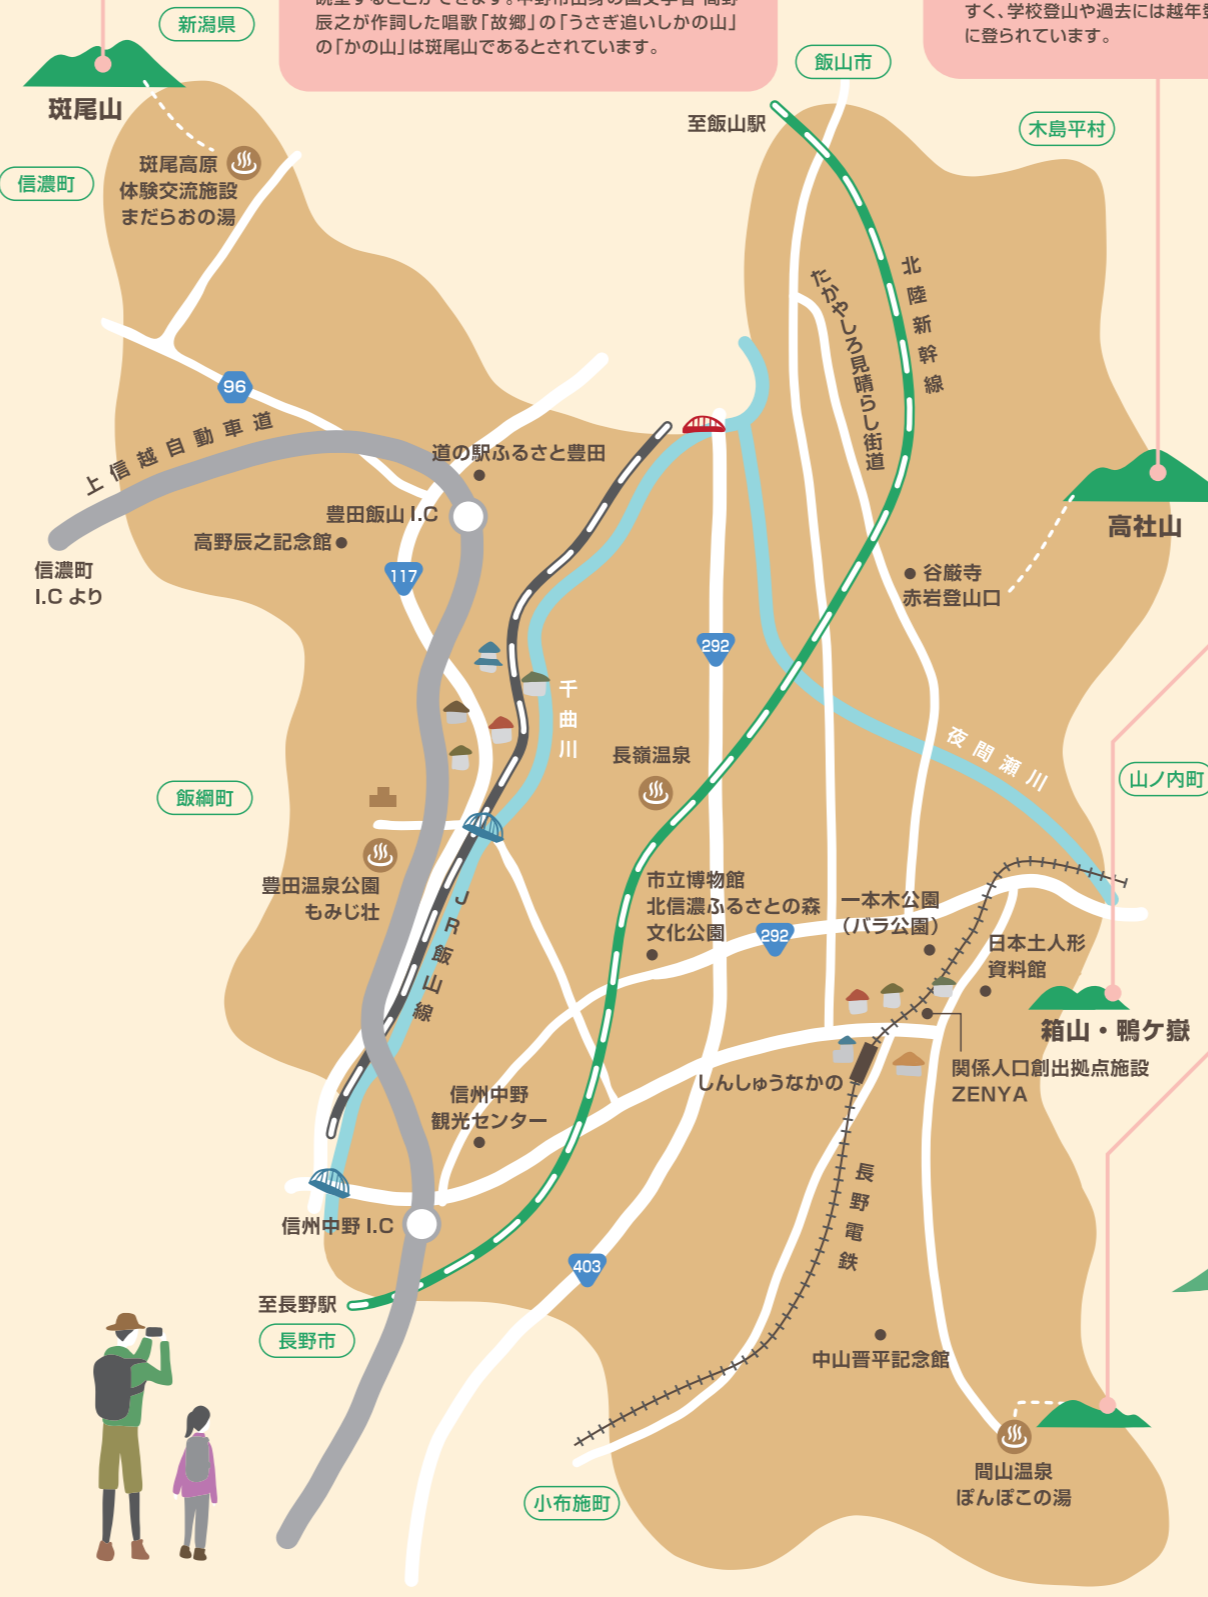 辰之が作詞した唱歌「故郷」の「うさぎ追いしかの山」
の「かの山」は斑尾山であるとされています。
すく、学校登山や過去には越年登
に登られています。
新潟県
飯山市
斑尾山
至飯山駅
木島平村
信濃町
斑尾高原
体験交流施設
まだらおの湯
北陸新幹線
たかやしろ見晴らし街道
96
上信越自動車道
道の駅ふるさと豊田
豊田飯山 I.C
高野辰之記念館
信濃町
I.C より
117
高社山
谷厳寺
赤岩登山口
292
千曲川
長嶺温泉
夜間瀬川
山ノ内町
飯綱町
豊田温泉公園
もみじ壮
JR飯山線
市立博物館
北信濃ふるさとの森
文化公園
292
一本木公園
（バラ公園）
日本土人形
資料館
箱山・鴨ケ嶽
関係人口創出拠点施設
ZENYA
しんしゅうなかの
信州中野
観光センター
長野電鉄
信州中野 I.C
403
至長野駅
長野市
中山晋平記念館
間山温泉
ぽんぽこの湯
小布施町